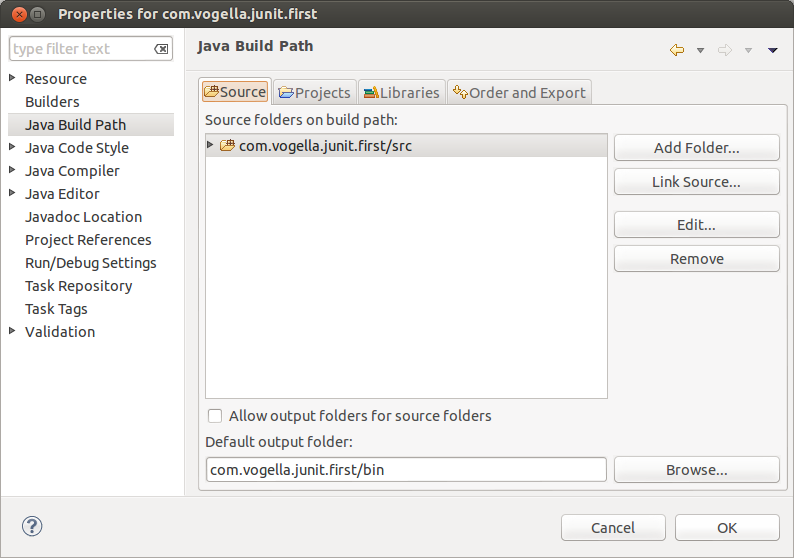 Properties for com.vogella.junit.first
type filter text
Resource
Builders
Java Build Path
Java Code Style
Java Compiler
Java Editor
Javadoc Location
Project References
Run/Debug Settings
Task Repository
Task Tags
Validation
Java Build Path
Source Projects Libraries Order and Export
Source folders on build path:
com.vogella.junit.first/src
Add Folder...
Link Source...
Edit...
Remove
Allow output folders for source folders
Default output folder:
com.vogella.junit.first/bin Browse...
? Cancel OK